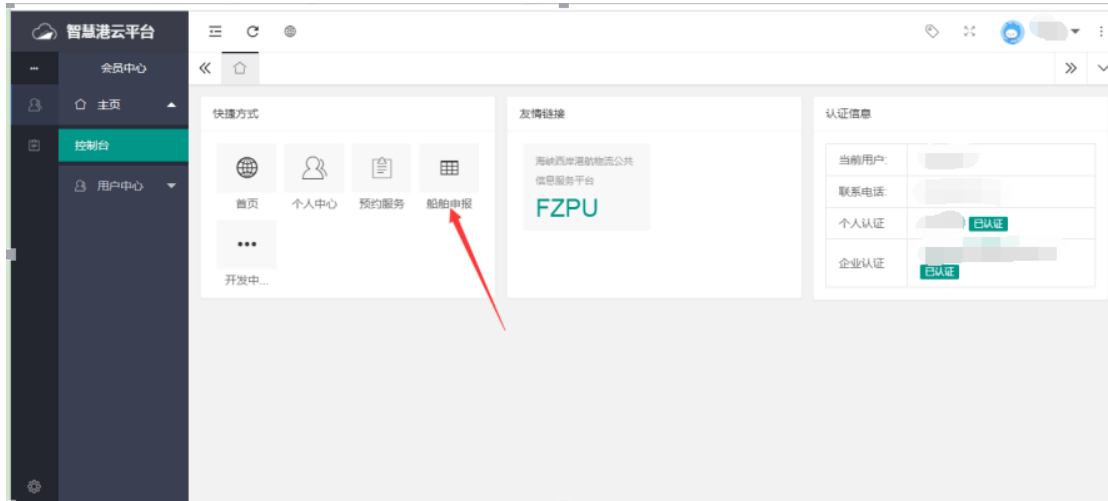 智慧港云平台
会员中心
主页
控制台
用户中心
快捷方式
首页
个人中心
预约服务
船舶申报
开发中...
友情链接
海峡西岸港航物流公共
信息服务平台
FZPU
认证信息
当前用户:
联系电话:
个人认证
已认证
企业认证
已认证